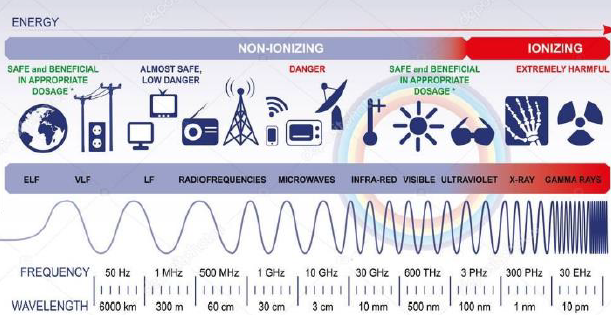 ENERGY
NON-IONIZING
IONIZING
SAFE and BENEFICIAL
IN APPROPRIATE
DOSAGE *
ALMOST SAFE,
LOW DANGER
DANGER
SAFE and BENEFICIAL
IN APPROPRIATE
DOSAGE *
EXTREMELY HARMFUL
ELF VLF LF RADIOFREQUENCIES MICROWAVES INFRA-RED VISIBLE ULTRAVIOLET X-RAY GAMMA RAYS
FREQUENCY 50 Hz 1 MHz 500 MHz 1 GHz 10 GHz 30 GHz 600 THz 3 PHz 300 PHz 30 EHz
WAVELENGTH 6000 km 300 m 60 cm 30 cm 3 cm 10 mm 500 nm 100 nm 1 nm 10 pm